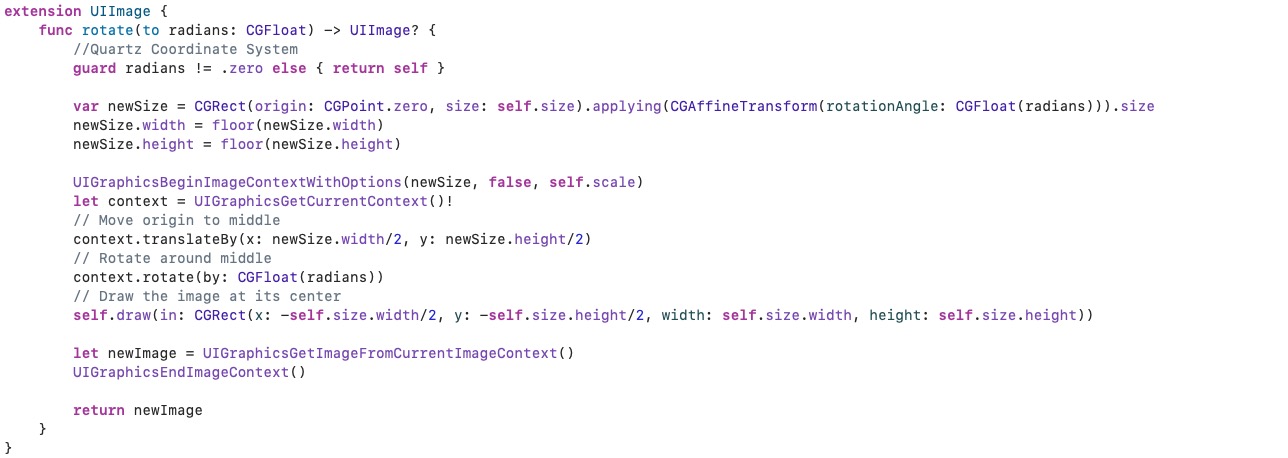 extension UIImage {
    func rotate(to radians: CGFloat) -> UIImage? {
        //Quartz Coordinate System
        guard radians != .zero else { return self }

        var newSize = CGRect(origin: CGPoint.zero, size: self.size).applying(CGAffineTransform(rotationAngle: CGFloat(radians))).size
        newSize.width = floor(newSize.width)
        newSize.height = floor(newSize.height)

        UIGraphicsBeginImageContextWithOptions(newSize, false, self.scale)
        let context = UIGraphicsGetCurrentContext()!
        // Move origin to middle
        context.translateBy(x: newSize.width/2, y: newSize.height/2)
        // Rotate around middle
        context.rotate(by: CGFloat(radians))
        // Draw the image at its center
        self.draw(in: CGRect(x: -self.size.width/2, y: -self.size.height/2, width: self.size.width, height: self.size.height))

        let newImage = UIGraphicsGetImageFromCurrentImageContext()
        UIGraphicsEndImageContext()

        return newImage
    }
}